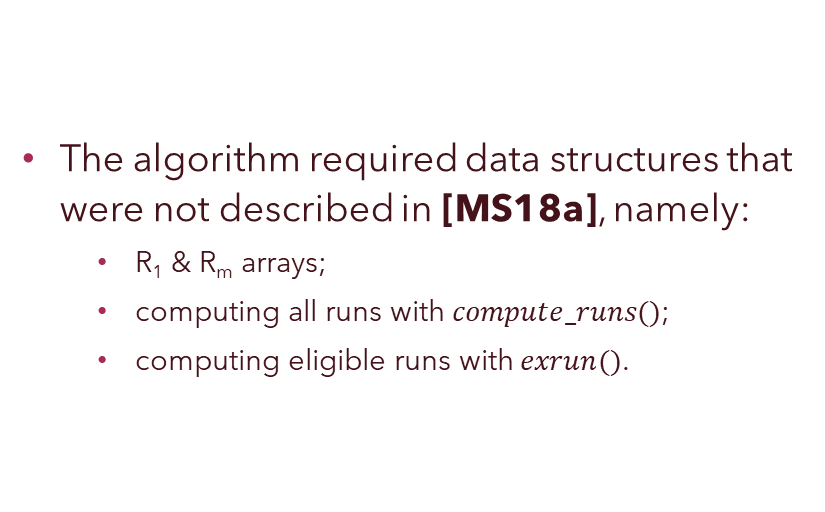 • The algorithm required data structures that
were not described in [MS18a], namely:
• R₁ & Rₘ arrays;
• computing all runs with compute_runs();
• computing eligible runs with exrun().